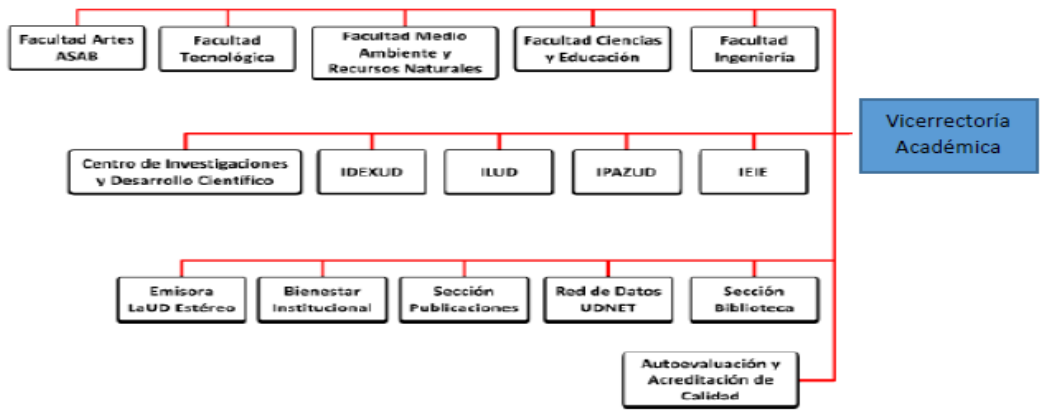 Facultad Artes
ASAB
Facultad
Tecnológica
Facultad Medio
Ambiente y
Recursos Naturales
Facultad Ciencias
y Educación
Facultad
Ingeniería
Vicerrectoría
Académica
Centro de Investigaciones
y Desarrollo Científico
IDEXUD
ILUD
IPAZUD
IEIE
Emisora
LaUD Estéreo
Bienestar
Institucional
Sección
Publicaciones
Red de Datos
UDNET
Sección
Biblioteca
Autoevaluación y
Acreditación de
Calidad